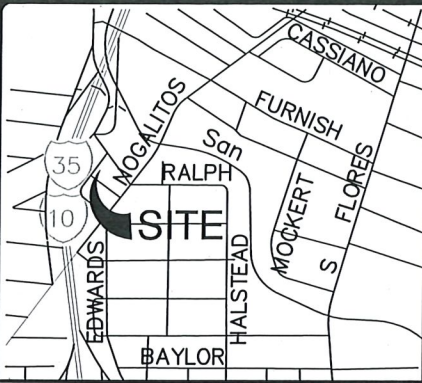 CASSIANO
FURNISH
NOGALITOS
San
35
RALPH
FLORES
MOCKERT
10
SITE
S
HALSTEAD
EDWARDS
BAYLOR